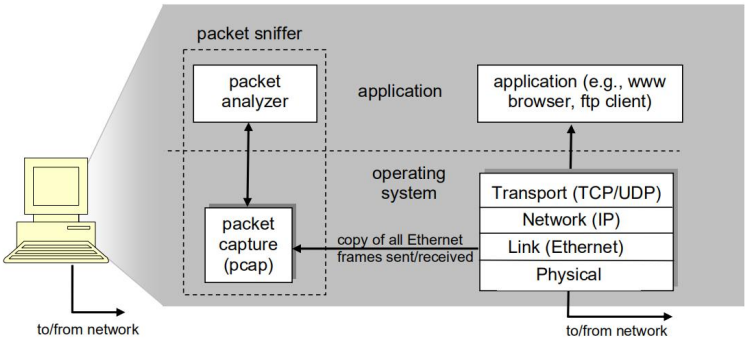 packet sniffer
packet
analyzer
application
application (e.g., www
browser, ftp client)
operating
system
packet
capture
(pcap)
copy of all Ethernet
frames sent/received
Transport (TCP/UDP)
Network (IP)
Link (Ethernet)
Physical
to/from network
to/from network